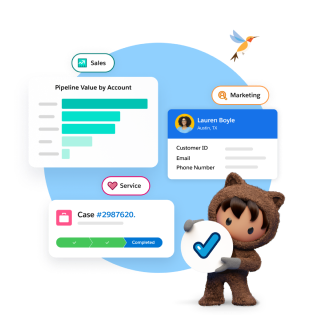 Sales
Pipeline Value by Account
Marketing
Lauren Boyle
Austin, TX
Customer ID
Email
Phone Number
Service
Case #2987620.
Completed